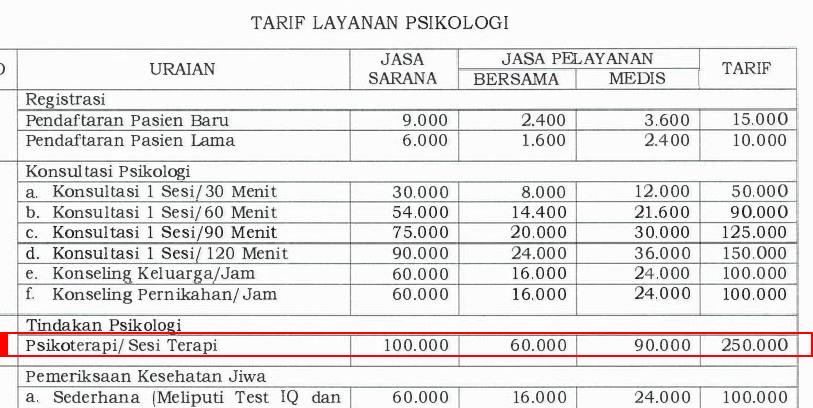 TARIF LAYANAN PSIKOLOGI
URAIAN JASA SARANA JASA PELAYANAN TARIF
BERSAMA MEDIS
Registrasi
Pendaftaran Pasien Baru 9.000 2.400 3.600 15.000
Pendaftaran Pasien Lama 6.000 1.600 2.400 10.000
Konsultasi Psikologi
a. Konsultasi 1 Sesi/30 Menit 30.000 8.000 12.000 50.000
b. Konsultasi 1 Sesi/60 Menit 54.000 14.400 21.600 90.000
c. Konsultasi 1 Sesi/90 Menit 75.000 20.000 30.000 125.000
d. Konsultasi 1 Sesi/120 Menit 90.000 24.000 36.000 150.000
e. Konseling Keluarga/Jam 60.000 16.000 24.000 100.000
f. Konseling Pernikahan/Jam 60.000 16.000 24.000 100.000
Tindakan Psikologi
Psikoterapi/Sesi Terapi 100.000 60.000 90.000 250.000
Pemeriksaan Kesehatan Jiwa
a. Sederhana (Meliputi Test IQ dan 60.000 16.000 24.000 100.000